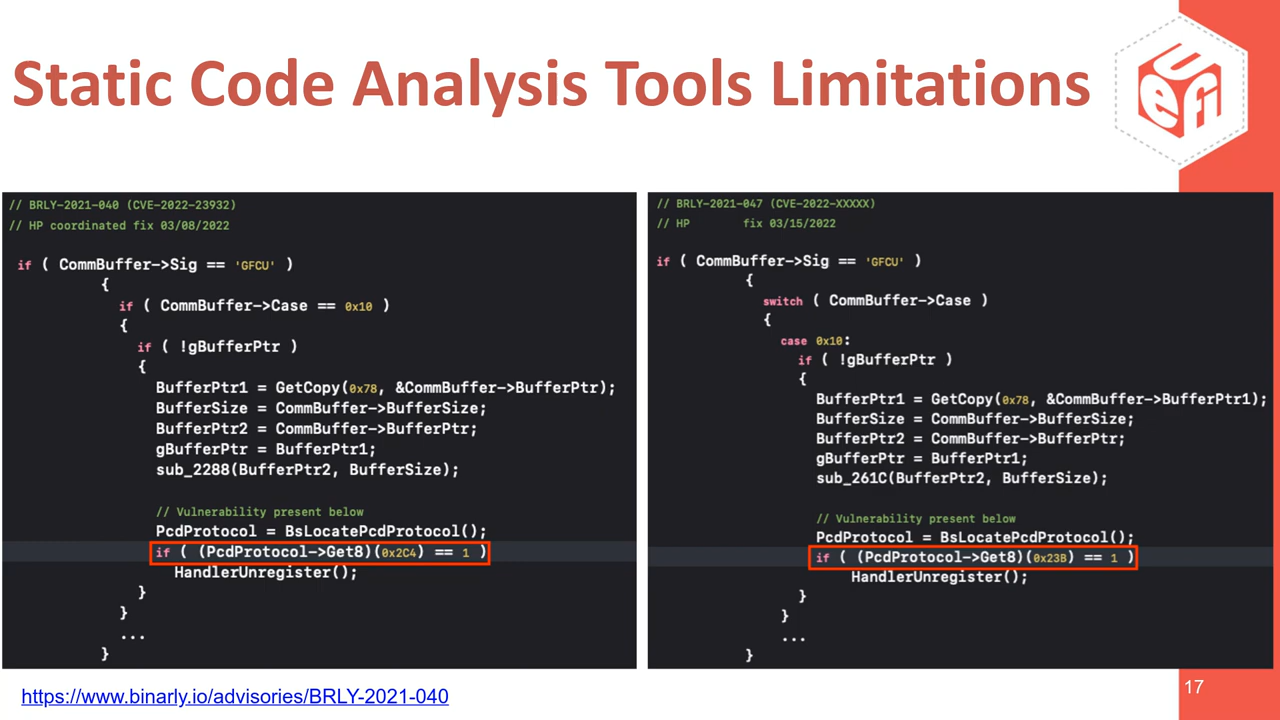 Static Code Analysis Tools Limitations
UEFI
// BRLY-2021-040 (CVE-2022-23932)
// HP coordinated fix 03/08/2022
if ( CommBuffer->Sig == 'GFCU' )
{
if ( CommBuffer->Case == 0x10 )
{
if ( !gBufferPtr )
{
BufferPtr1 = GetCopy(0x78, &CommBuffer->BufferPtr);
BufferSize = CommBuffer->BufferSize;
BufferPtr2 = CommBuffer->BufferPtr;
gBufferPtr = BufferPtr1;
sub_2288(BufferPtr2, BufferSize);
// Vulnerability present below
PcdProtocol = BsLocatePcdProtocol();
if ( (PcdProtocol->Get8)(0x2C4) == 1 )
HandlerUnregister();
}
}
...
}
// BRLY-2021-047 (CVE-2022-XXXXX)
// HP fix 03/15/2022
if ( CommBuffer->Sig == 'GFCU' )
{
switch ( CommBuffer->Case )
{
case 0x10:
if ( !gBufferPtr )
{
BufferPtr1 = GetCopy(0x78, &CommBuffer->BufferPtr1);
BufferSize = CommBuffer->BufferSize;
BufferPtr2 = CommBuffer->BufferPtr;
gBufferPtr = BufferPtr1;
sub_261C(BufferPtr2, BufferSize);
// Vulnerability present below
PcdProtocol = BsLocatePcdProtocol();
if ( (PcdProtocol->Get8)(0x23B) == 1 )
HandlerUnregister();
}
}
...
}
https://www.binarly.io/advisories/BRLY-2021-040
17